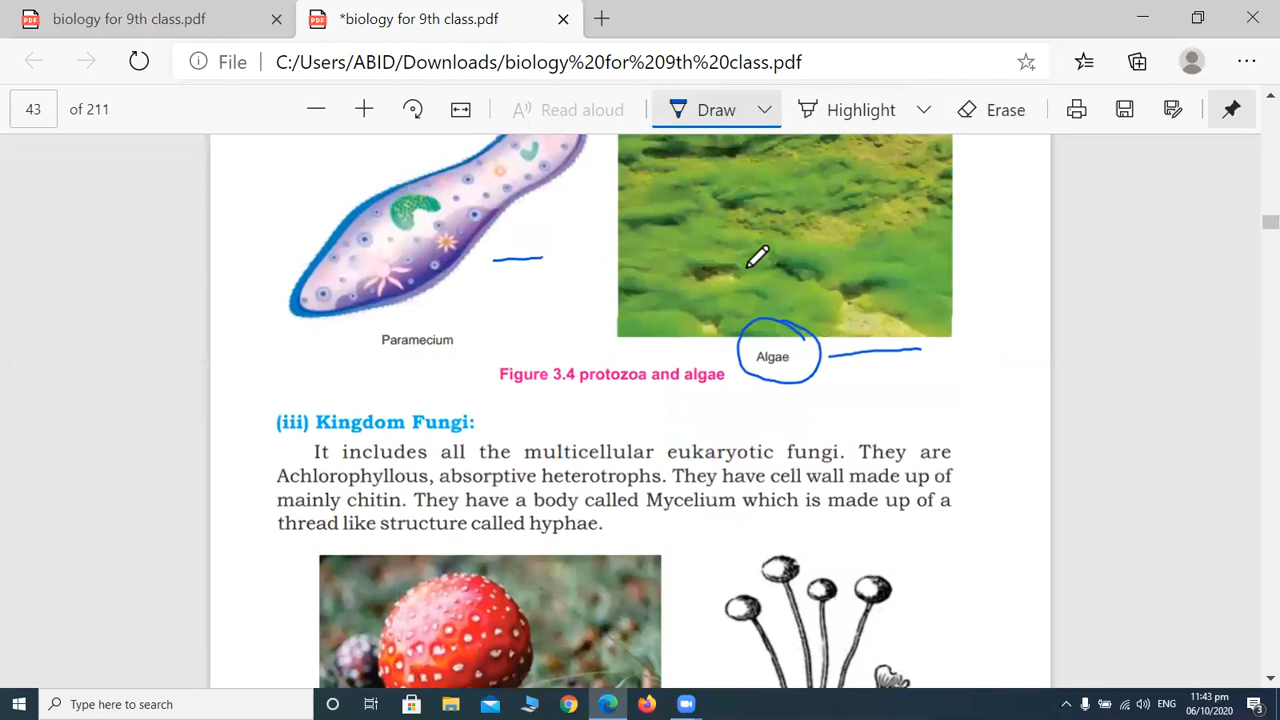 biology for 9th class.pdf
*biology for 9th class.pdf
File
C:/Users/ABID/Downloads/biology%20for%209th%20class.pdf
43 of 211
Read aloud
Draw
Highlight
Erase
Paramecium
Algae
Figure 3.4 protozoa and algae
(iii) Kingdom Fungi:
It includes all the multicellular eukaryotic fungi. They are
Achlorophyllous, absorptive heterotrophs. They have cell wall made up of
mainly chitin. They have a body called Mycelium which is made up of a
thread like structure called hyphae.
Type here to search
ENG
11:43 pm
06/10/2020
3